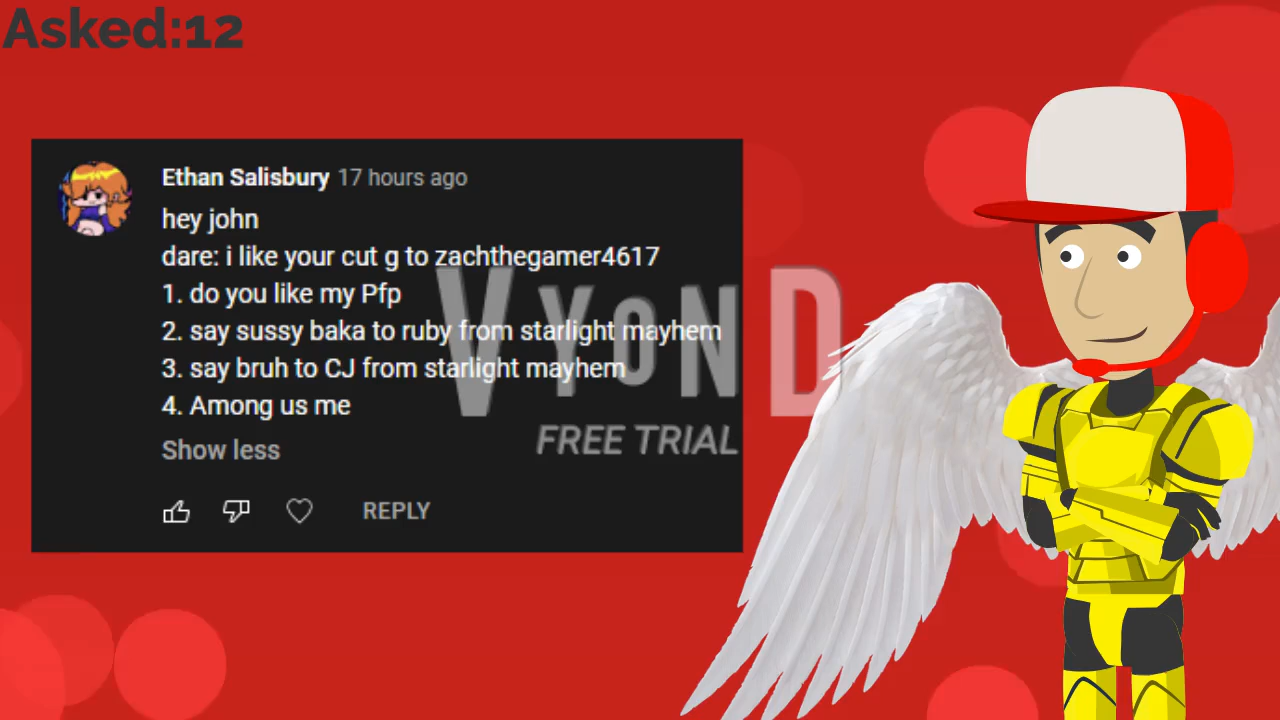 Asked:12
Ethan Salisbury 17 hours ago
hey john
dare: i like your cut g to zachthegamer4617
1. do you like my Pfp
2. say sussy baka to ruby from starlight mayhem
3. say bruh to CJ from starlight mayhem
4. Among us me
Show less
REPLY
VYOND
FREE TRIAL